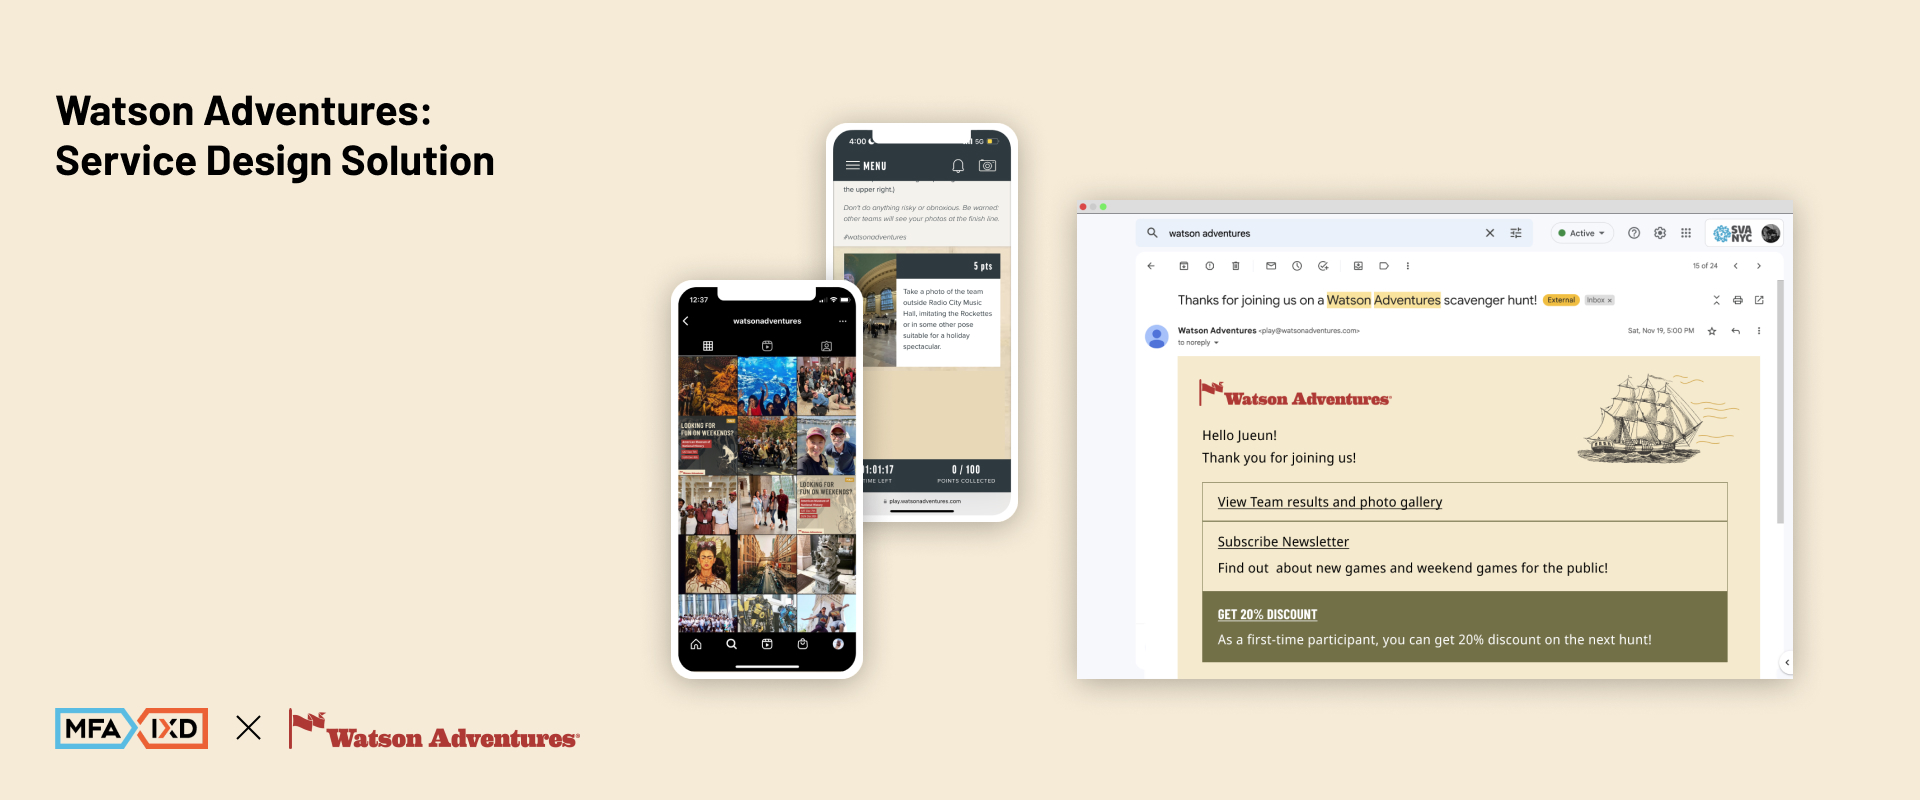 Watson Adventures:
Service Design Solution
MFA IXD
Watson Adventures®
4:00
5G
MENU
the upper right.)
Don't do anything risky or obnoxious. Be warned:
other teams will see your photos at the finish line.
#watsonadventures
5 pts
Take a photo of the team
outside Radio City Music
Hall, imitating the Rockettes
or in some other pose
suitable for a holiday
spectacular.
1:01:17
TIME LEFT
0 / 100
POINTS COLLECTED
play.watsonadventures.com
12:37
watsonadventures
LOOKING FOR
FUN ON WEEKENDS?
LOOKING FOR
FUN ON WEEKENDS?
watson adventures
Active
SVA
NYC
15 of 24
Thanks for joining us on a Watson Adventures scavenger hunt!
External
Inbox x
Watson Adventures <play@watsonadventures.com>
Sat, Nov 19, 5:00 PM
to noreply
Watson Adventures®
Hello Jueun!
Thank you for joining us!
View Team results and photo gallery
Subscribe Newsletter
Find out about new games and weekend games for the public!
GET 20% DISCOUNT
As a first-time participant, you can get 20% discount on the next hunt!